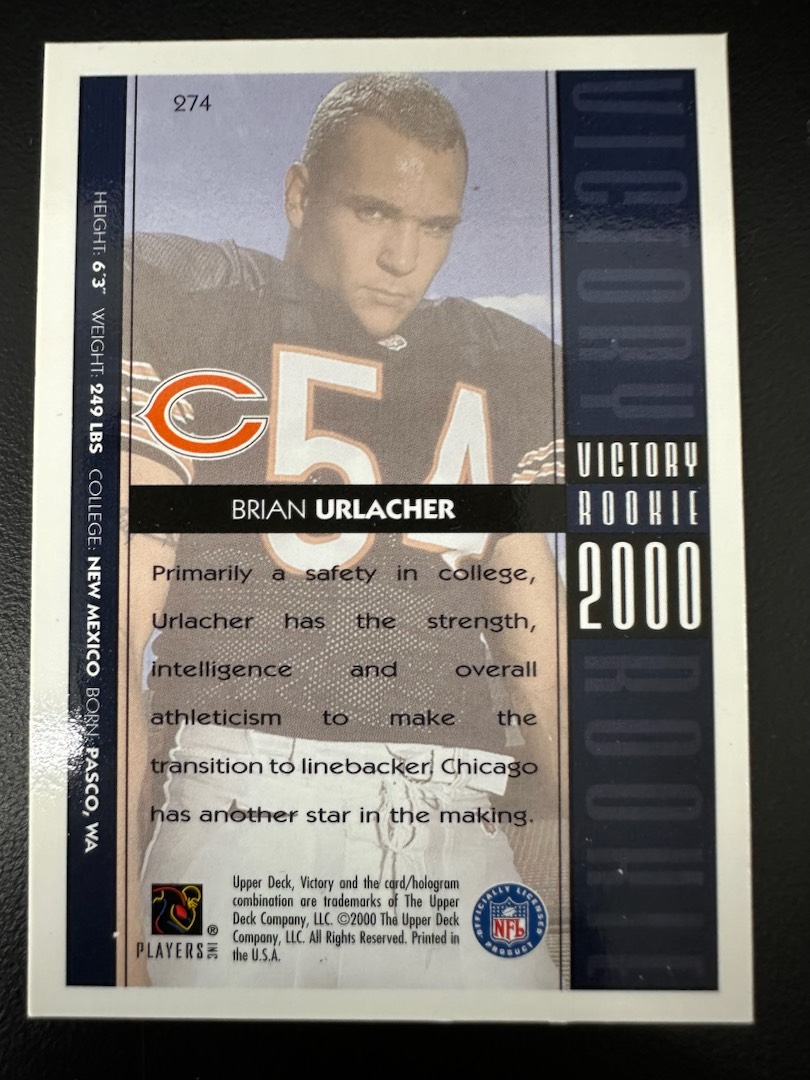 274
VICTORY
ROOKIE
HEIGHT: 6'3" WEIGHT: 249 LBS COLLEGE: NEW MEXICO BORN: PASCO, WA
54
C
VICTORY
ROOKIE
2000
BRIAN URLACHER
Primarily a safety in college,
Urlacher has the strength,
intelligence and overall
athleticism to make the
transition to linebacker. Chicago
has another star in the making.
PLAYERS INC ®
Upper Deck, Victory and the card/hologram
combination are trademarks of The Upper
Deck Company, LLC. ©2000 The Upper Deck
Company, LLC. All Rights Reserved. Printed in
the U.S.A.
OFFICIALLY LICENSED
NFL
PRODUCT